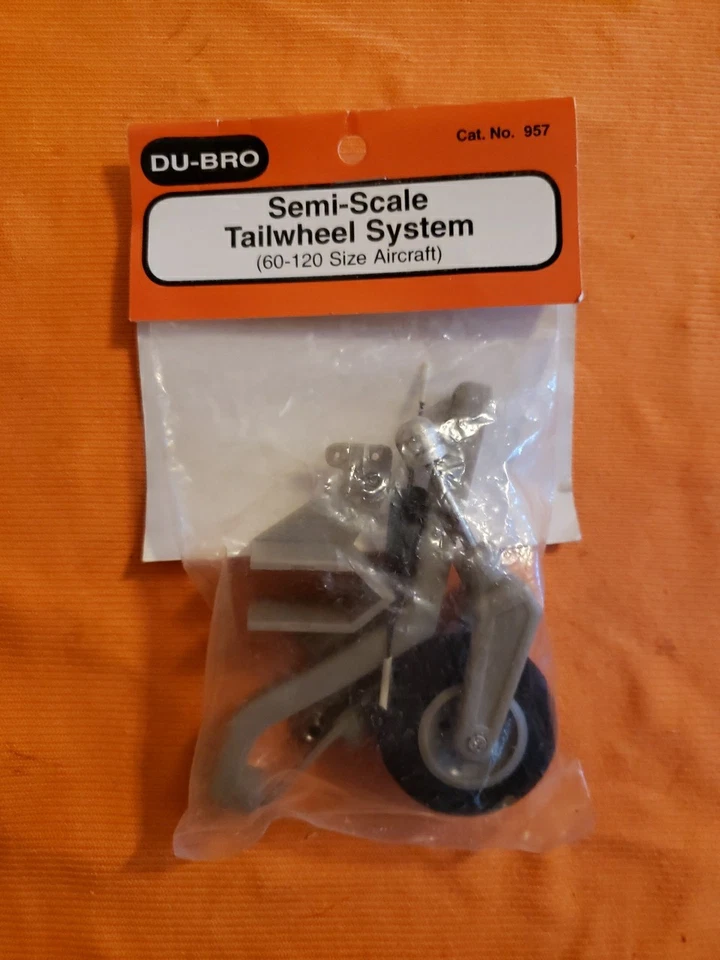 DU-BRO
Cat. No. 957
Semi-Scale
Tailwheel System
(60-120 Size Aircraft)